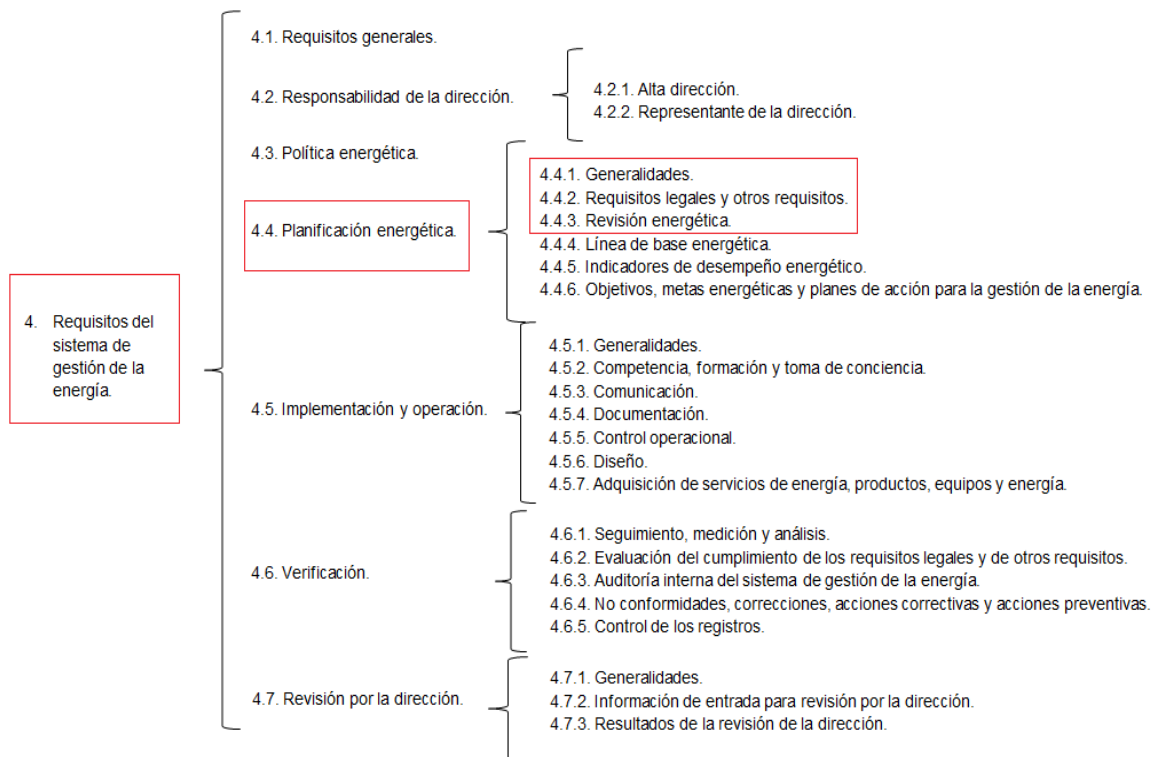 4. Requisitos del
sistema de
gestión de la
energía.
4.1. Requisitos generales.
4.2. Responsabilidad de la dirección.
4.2.1. Alta dirección.
4.2.2. Representante de la dirección.
4.3. Política energética.
4.4. Planificación energética.
4.4.1. Generalidades.
4.4.2. Requisitos legales y otros requisitos.
4.4.3. Revisión energética.
4.4.4. Línea de base energética.
4.4.5. Indicadores de desempeño energético.
4.4.6. Objetivos, metas energéticas y planes de acción para la gestión de la energía.
4.5. Implementación y operación.
4.5.1. Generalidades.
4.5.2. Competencia, formación y toma de conciencia.
4.5.3. Comunicación.
4.5.4. Documentación.
4.5.5. Control operacional.
4.5.6. Diseño.
4.5.7. Adquisición de servicios de energía, productos, equipos y energía.
4.6. Verificación.
4.6.1. Seguimiento, medición y análisis.
4.6.2. Evaluación del cumplimiento de los requisitos legales y de otros requisitos.
4.6.3. Auditoría interna del sistema de gestión de la energía.
4.6.4. No conformidades, correcciones, acciones correctivas y acciones preventivas.
4.6.5. Control de los registros.
4.7. Revisión por la dirección.
4.7.1. Generalidades.
4.7.2. Información de entrada para revisión por la dirección.
4.7.3. Resultados de la revisión de la dirección.